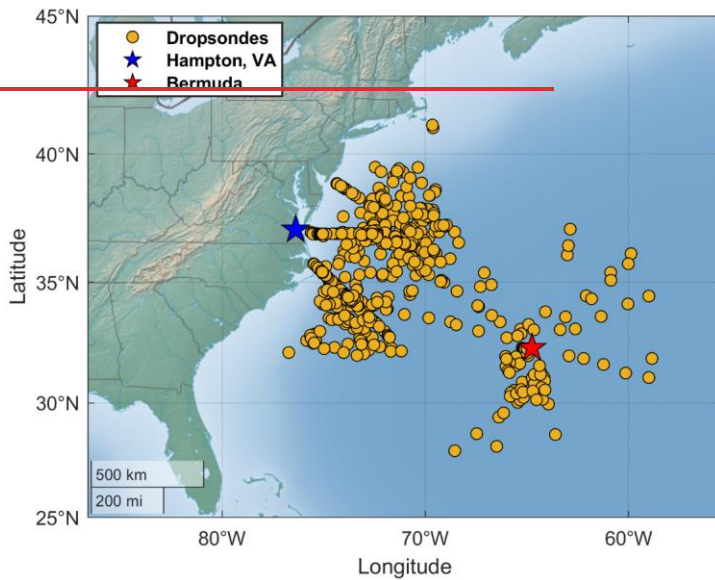 45°N
Dropsondes
Hampton, VA
Bermuda
40°N
35°N
30°N
25°N
Latitude
500 km
200 mi
80°W
70°W
60°W
Longitude